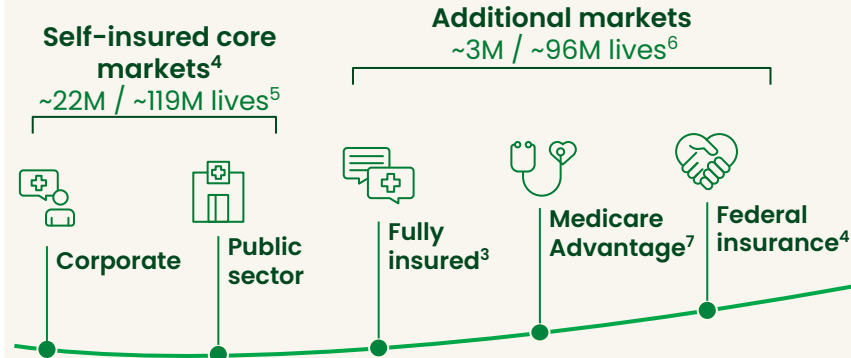 Self-insured core
markets⁴
~22M / ~119M lives⁵
Additional markets
~3M / ~96M lives⁶
Corporate
Public
sector
Fully
insured³
Medicare
Advantage⁷
Federal
insurance⁴